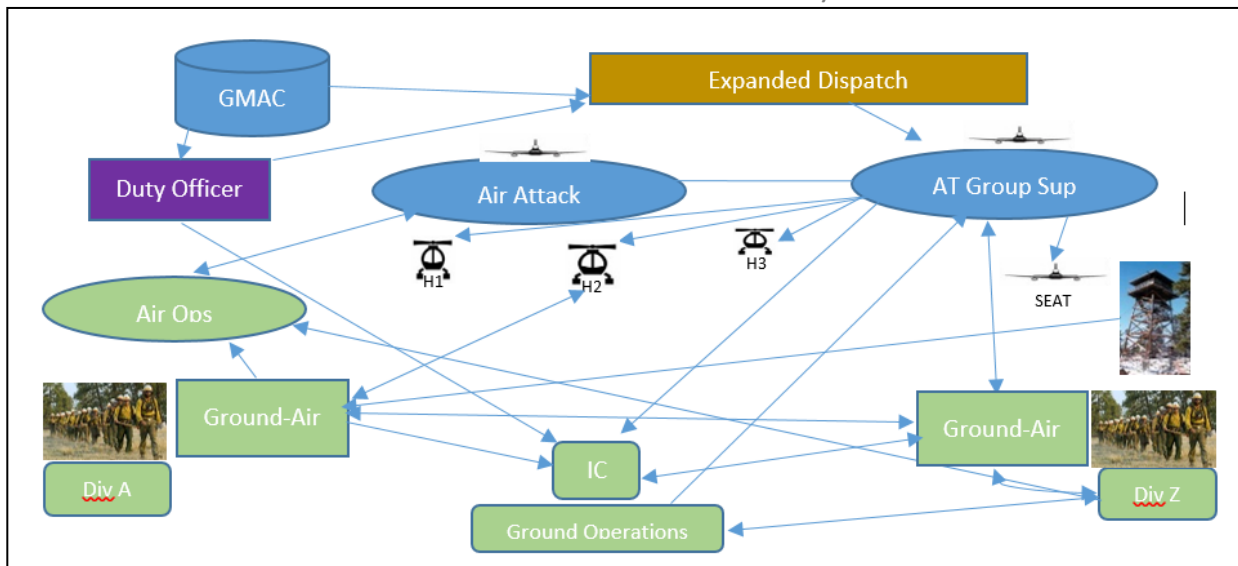 GMAC
Expanded Dispatch
Duty Officer
Air Attack
AT Group Sup
H1
H2
H3
SEAT
Air Ops
Ground-Air
Ground-Air
IC
Div A
Div Z
Ground Operations